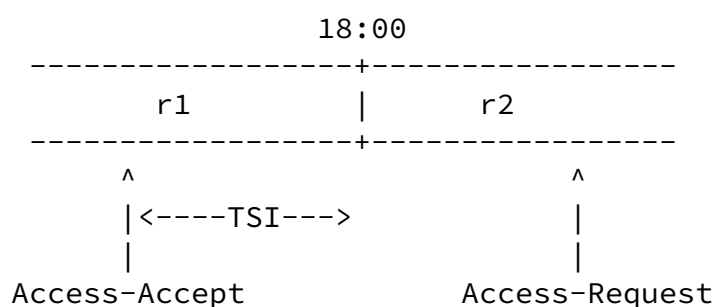 18:00
------------------+-----------------
       r1         |      r2
------------------+-----------------
     ^                        ^
     |<----TSI--->            |
     |                        |
Access-Accept            Access-Request